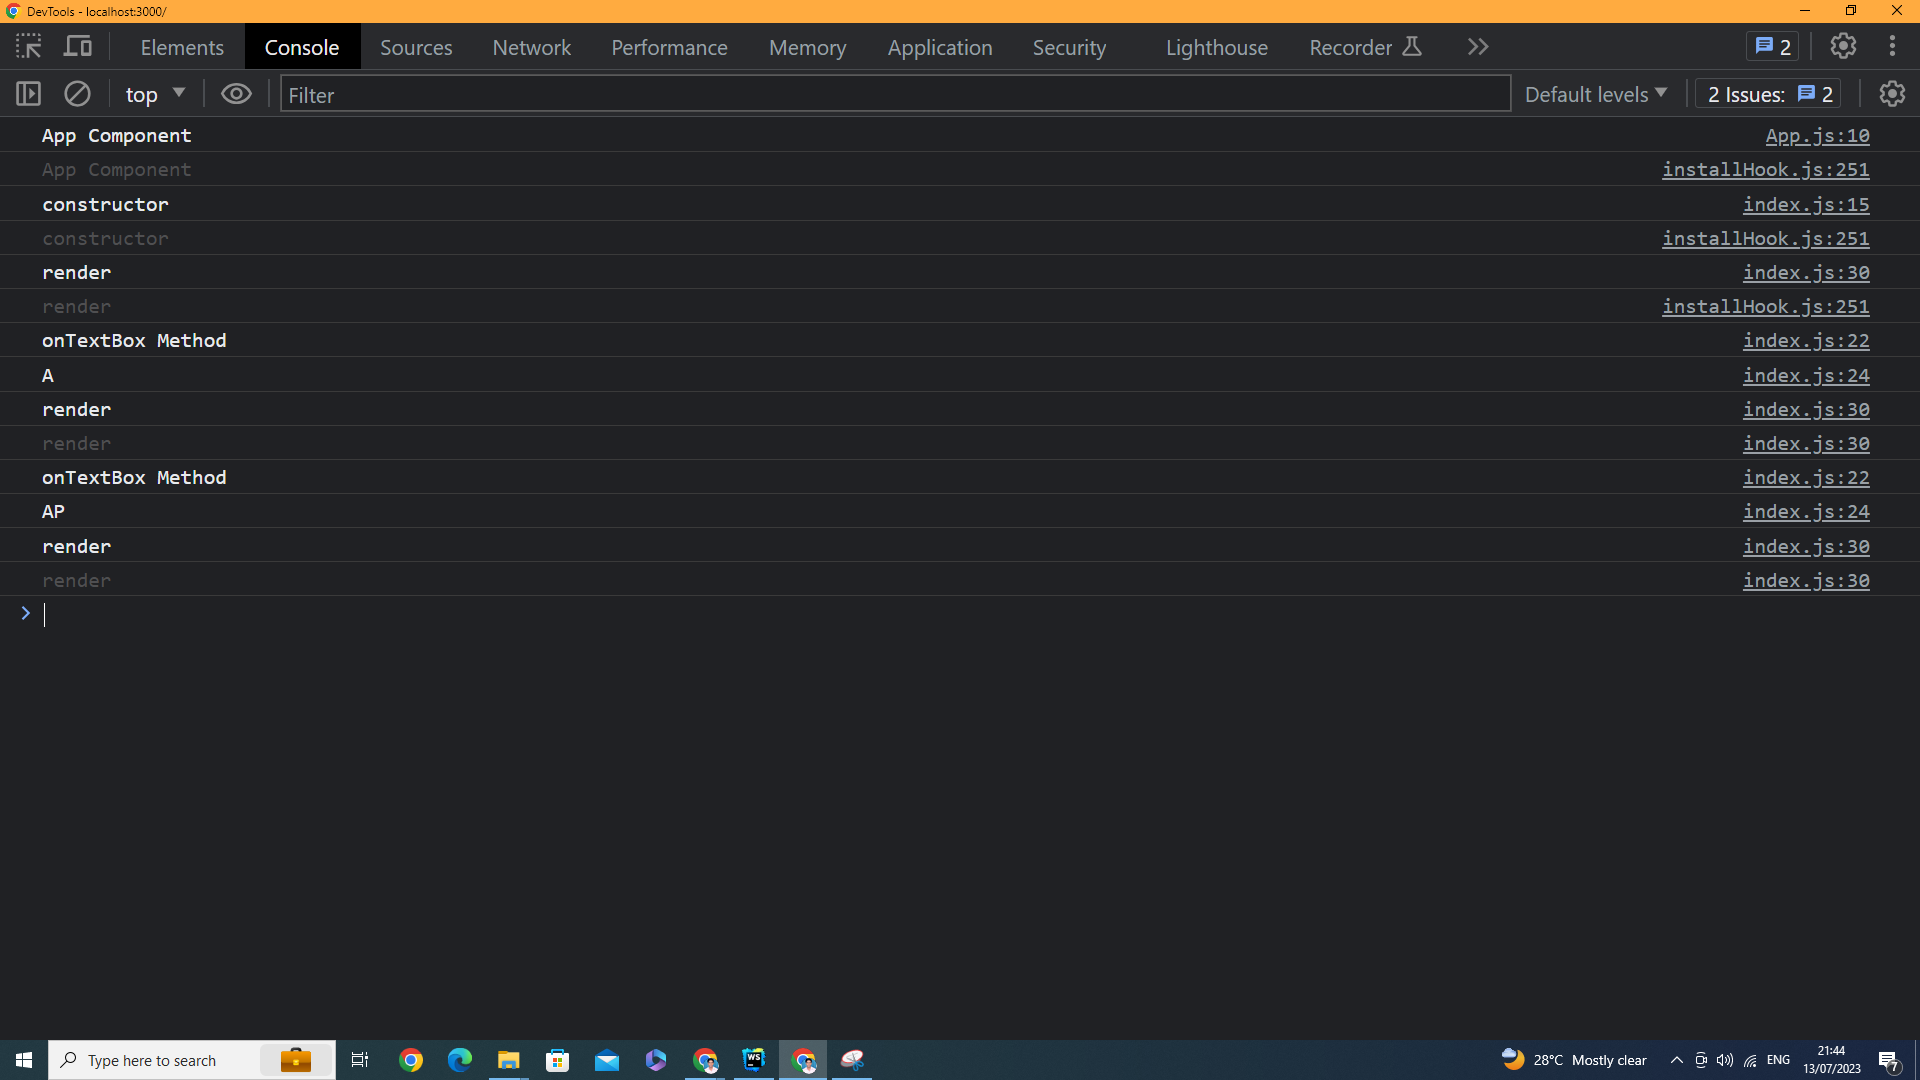 DevTools - localhost:3000/
Elements Console Sources Network Performance Memory Application Security Lighthouse Recorder 2
top Filter Default levels 2 Issues: 2
App Component App.js:10
App Component installHook.js:251
constructor index.js:15
constructor installHook.js:251
render index.js:30
render installHook.js:251
onTextBox Method index.js:22
A index.js:24
render index.js:30
render index.js:30
onTextBox Method index.js:22
AP index.js:24
render index.js:30
render index.js:30
Type here to search WS 28°C Mostly clear ENG 21:44
13/07/2023 7